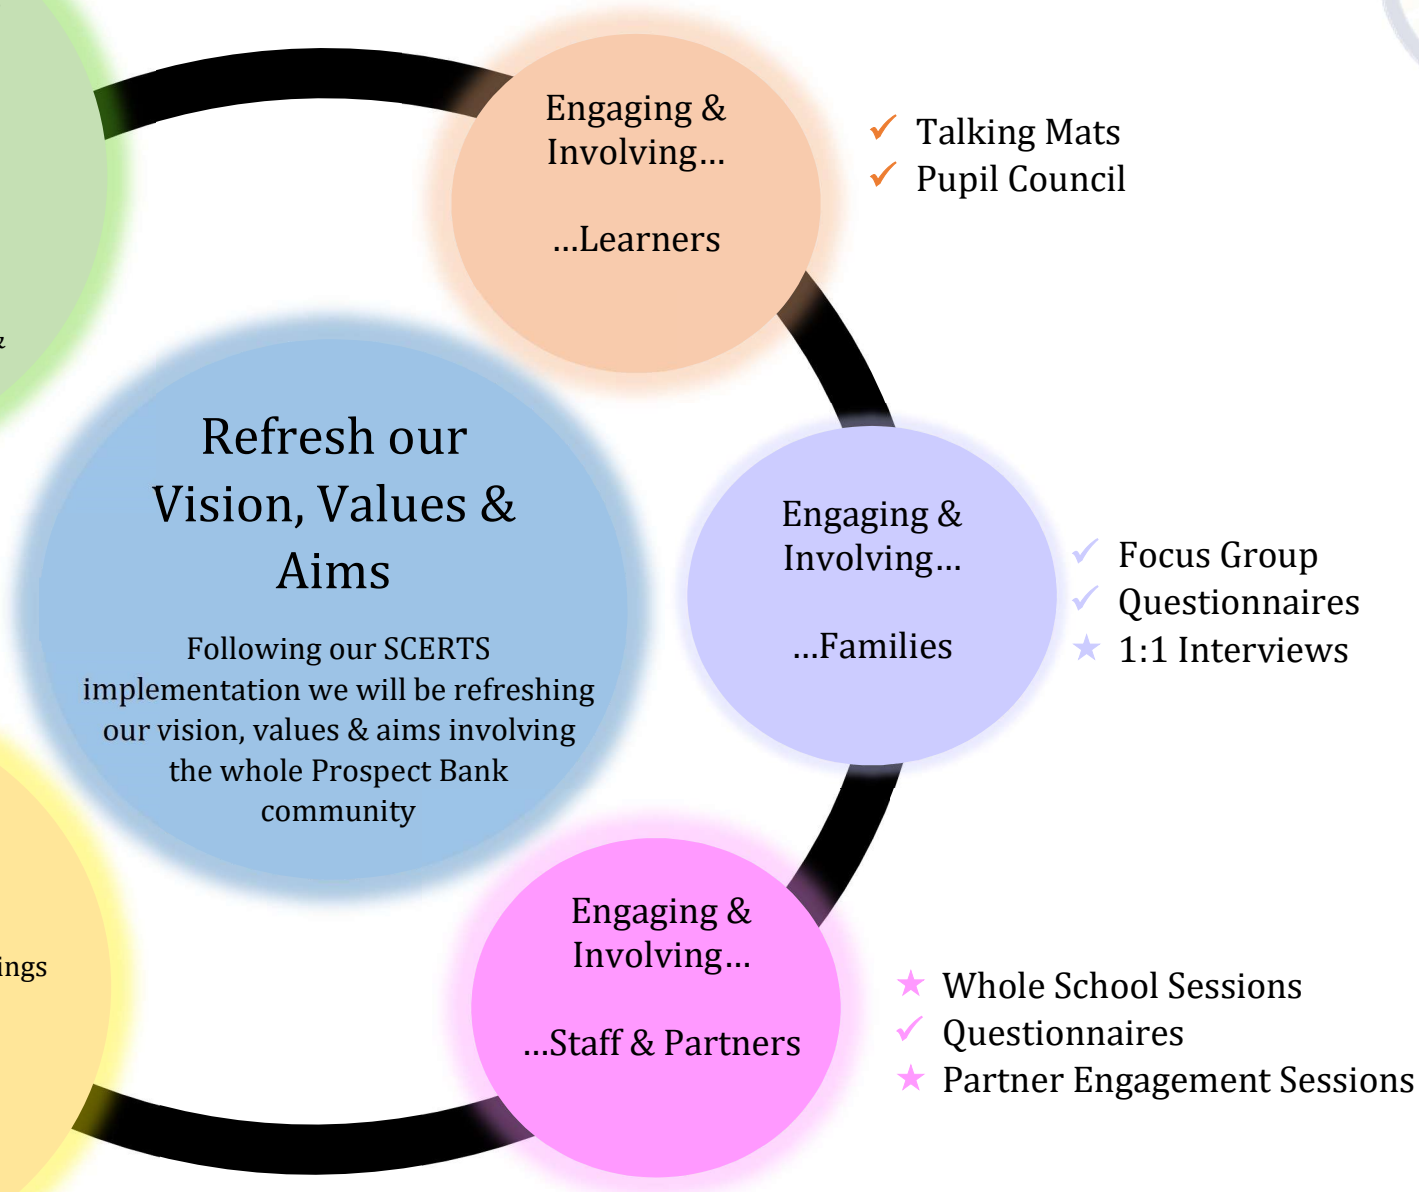 Engaging &
Involving…
…Learners
Talking Mats
Pupil Council
&
Refresh our
Vision, Values &
Aims
Following our SCERTS
implementation we will be refreshing
our vision, values & aims involving
the whole Prospect Bank
community
Engaging &
Involving…
…Families
Focus Group
Questionnaires
1:1 Interviews
ings
Engaging &
Involving…
…Staff & Partners
Whole School Sessions
Questionnaires
Partner Engagement Sessions